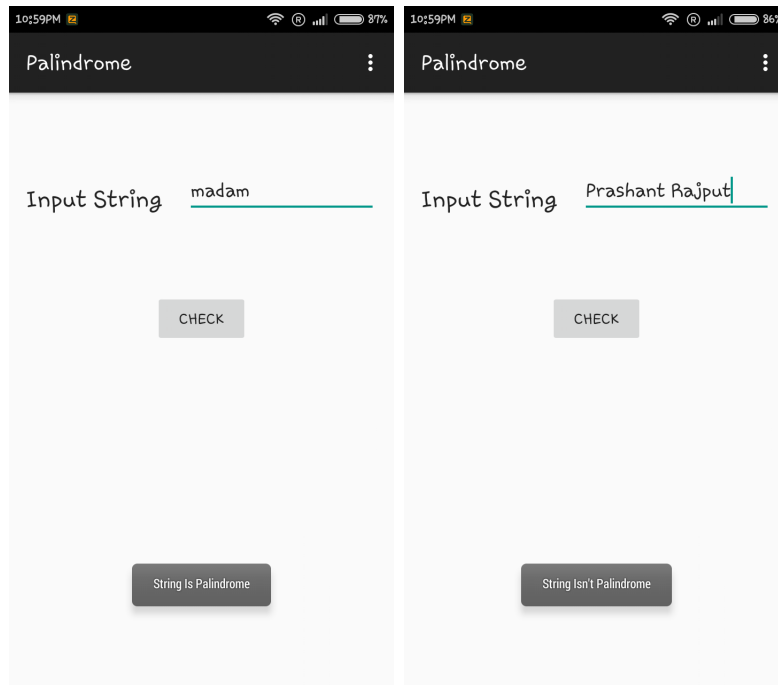 10:59PM Z R 87%
Palindrome
Input String madam
CHECK
String Is Palindrome
10:59PM Z R 86%
Palindrome
Input String Prashant Rajput
CHECK
String Isn't Palindrome